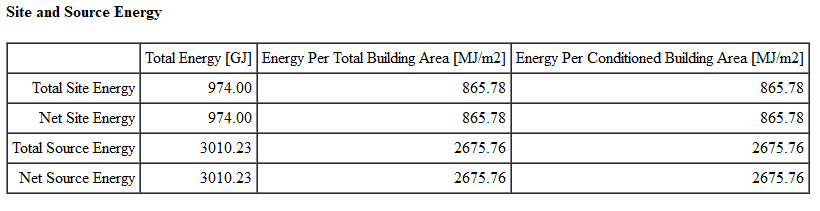 Site and Source Energy
Total Energy [GJ] Energy Per Total Building Area [MJ/m2] Energy Per Conditioned Building Area [MJ/m2]
Total Site Energy 974.00 865.78 865.78
Net Site Energy 974.00 865.78 865.78
Total Source Energy 3010.23 2675.76 2675.76
Net Source Energy 3010.23 2675.76 2675.76